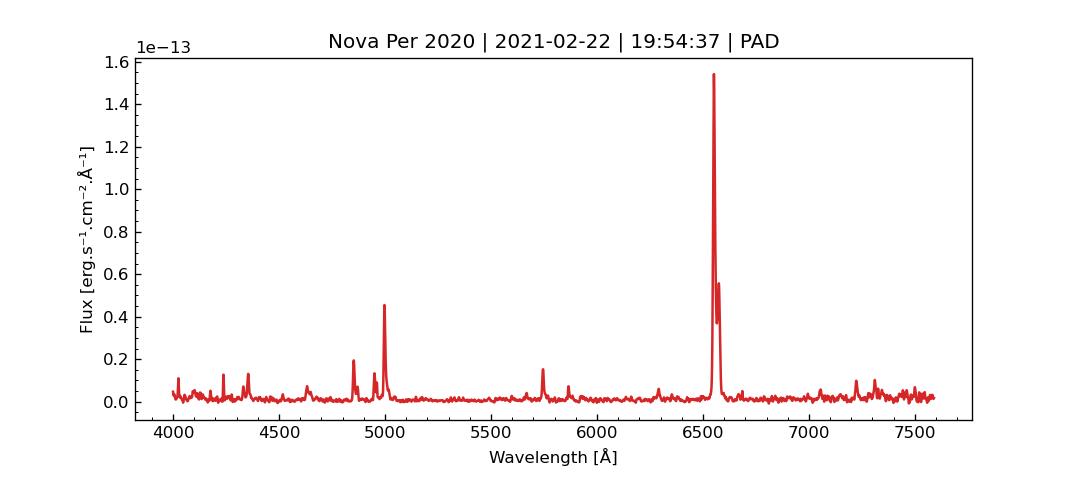 Nova Per 2020 | 2021-02-22 | 19:54:37 | PAD
1e−13
1.6
1.4
1.2
1.0
0.8
0.6
0.4
0.2
0.0
Flux [erg.s⁻¹.cm⁻².Å⁻¹]
4000 4500 5000 5500 6000 6500 7000 7500
Wavelength [Å]